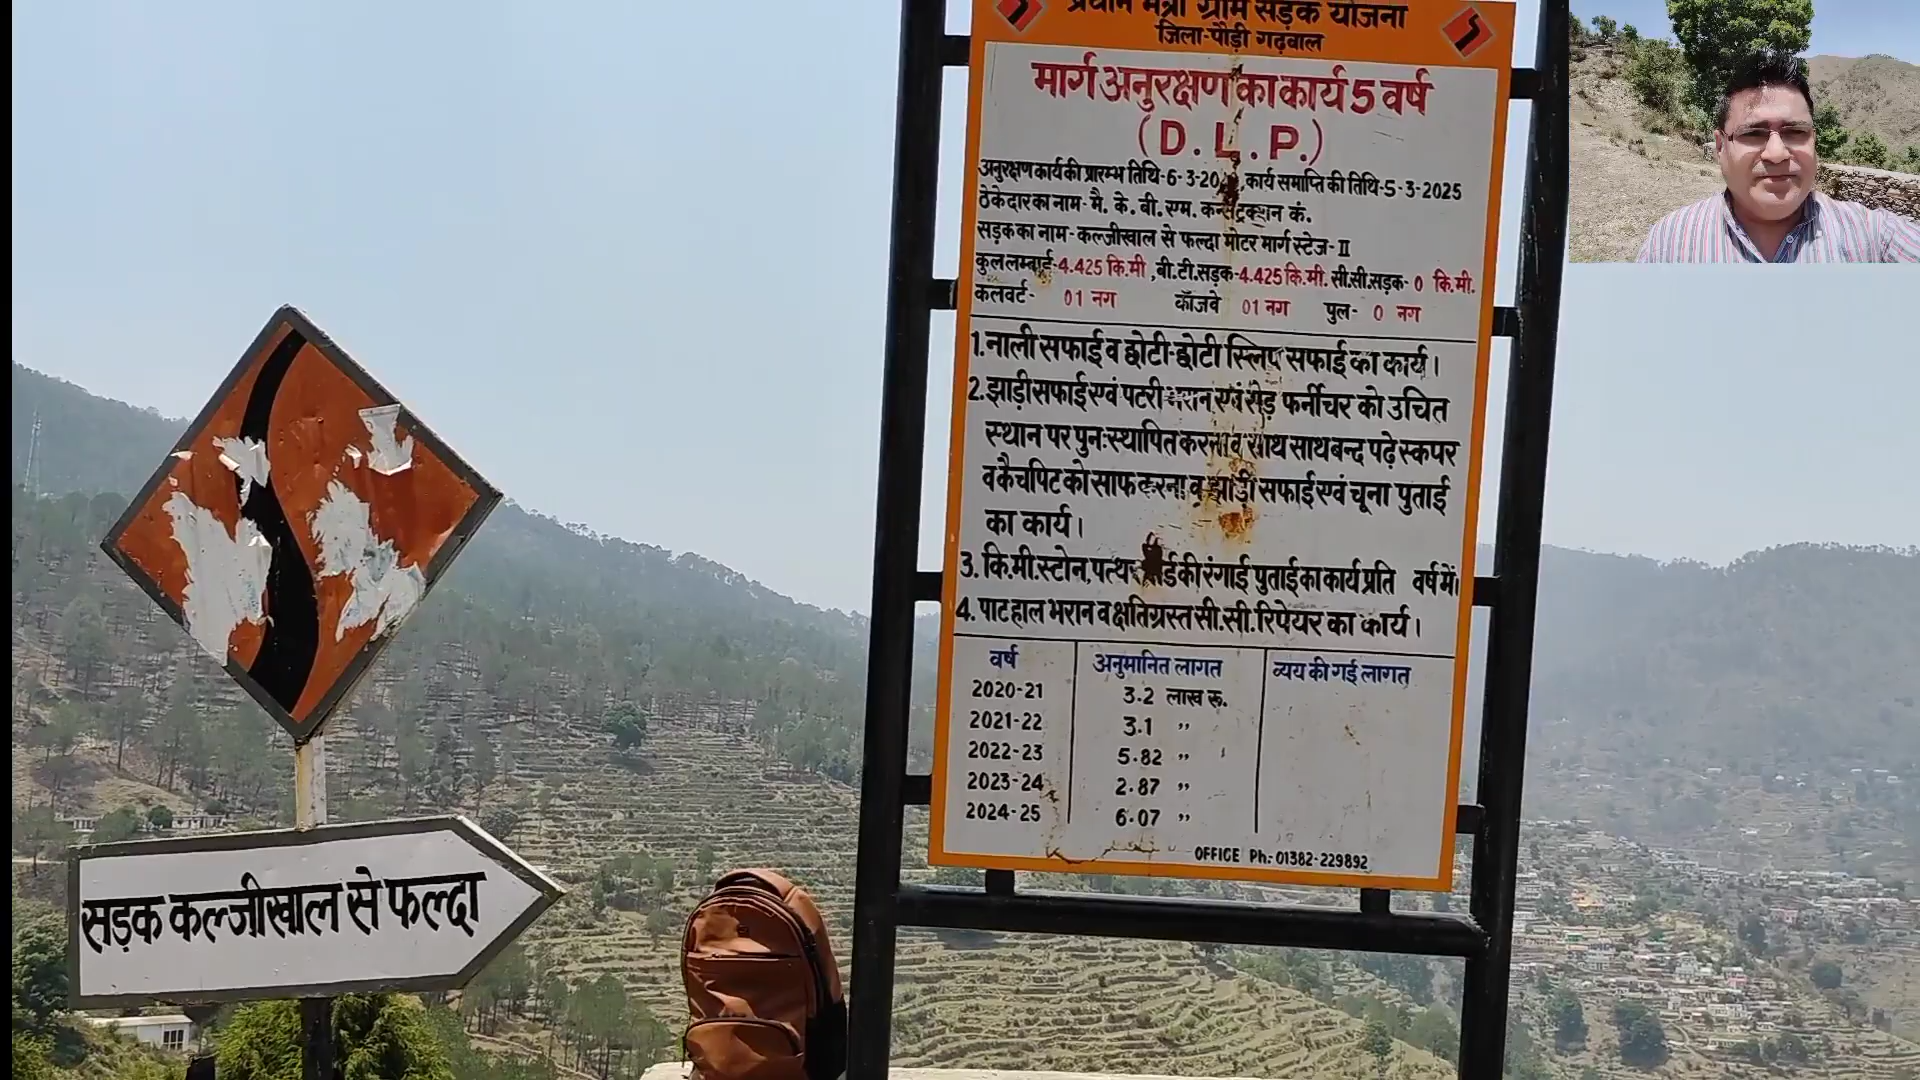 प्रधान मंत्री ग्राम सड़क योजना
जिला-पौड़ी गढ़वाल
मार्ग अनुरक्षण का कार्य 5 वर्ष
(D.L.P.)
अनुरक्षण कार्य की प्रारम्भ तिथि-6-3-20 ,कार्य समाप्ति की तिथि-5-3-2025
ठेकेदार का नाम- मै. के. बी. एम. कन्सट्रक्शन कं.
सड़क का नाम-कल्जीखाल से फल्दा मोटर मार्ग स्टेज-II
कुल लम्बाई-4.425 कि.मी ,बी.टी.सड़क-4.425 कि.मी. सी.सी.सड़क- 0 कि.मी.
कलवर्ट- 01 नग कॉजवे 01 नग पुल- 0 नग
1. नाली सफाई व छोटी-छोटी स्लिप सफाई का कार्य।
2. झाड़ी सफाई एवं पटरी भरान एवं रोड़ फर्नीचर को उचित
स्थान पर पुनःस्थापित करना व साथ साथ बन्द पढ़े स्कपर
व कैचपिट को साफ करना व झाड़ी सफाई एवं चूना पुताई
का कार्य।
3. कि.मी.स्टोन, की रंगाई पुताई का कार्य प्रति वर्ष में।
4. पाटहाल भरान व क्षतिग्रस्त सी.सी.रिपेयर का कार्य।
वर्ष अनुमानित लागत व्यय की गई लागत
2020-21 3.2 लाख रू.
2021-22 3.1 ,,
2022-23 5.82 ,,
2023-24 2.87 ,,
2024-25 6.07 ,,
OFFICE Ph:-01382-229892
सड़क कल्जीखाल से फल्दा